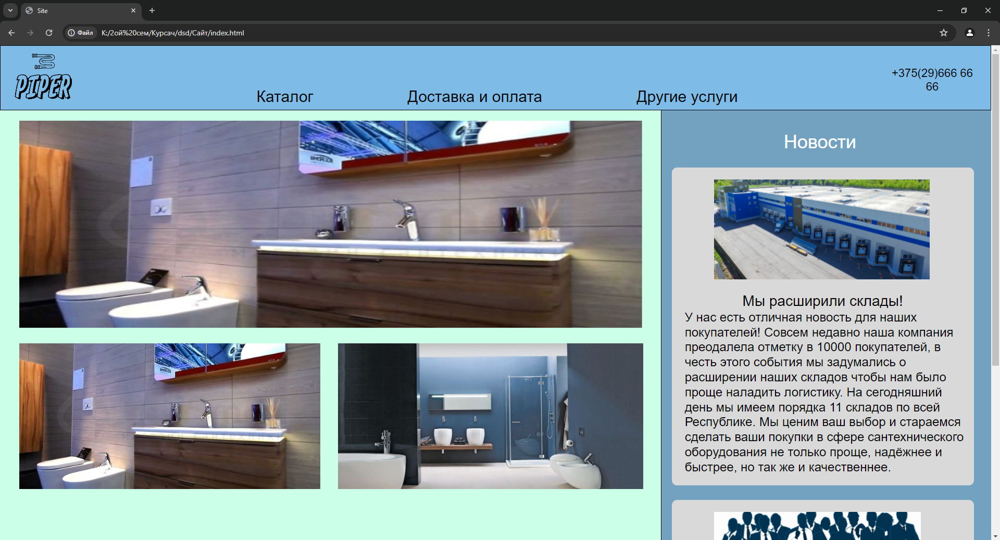 Site
Файл
K:/2ой%20сем/Курсач/dsd/Сайт/index.html
PIPER
Каталог
Доставка и оплата
Другие услуги
+375(29)666 66
66
Новости
Мы расширили склады!
У нас есть отличная новость для наших
покупателей! Совсем недавно наша компания
преодалела отметку в 10000 покупателей, в
честь этого события мы задумались о
расширении наших складов чтобы нам было
проще наладить логистику. На сегодняшний
день мы имеем порядка 11 складов по всей
Республике. Мы ценим ваш выбор и стараемся
сделать ваши покупки в сфере сантехнического
оборудования не только проще, надёжнее и
быстрее, но так же и качественнее.